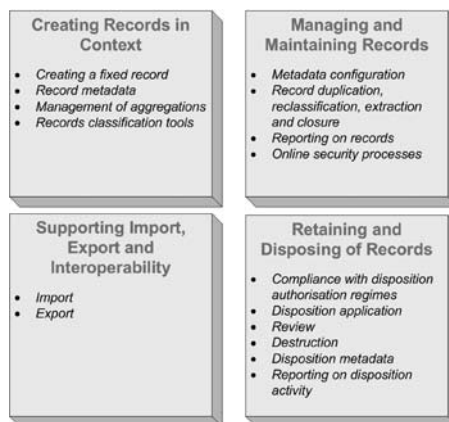 Creating Records in
Context
• Creating a fixed record
• Record metadata
• Management of aggregations
• Records classification tools
Managing and
Maintaining Records
• Metadata configuration
• Record duplication,
reclassification, extraction
and closure
• Reporting on records
• Online security processes
Supporting Import,
Export and
Interoperability
• Import
• Export
Retaining and
Disposing of Records
• Compliance with disposition
authorisation regimes
• Disposition application
• Review
• Destruction
• Disposition metadata
• Reporting on disposition
activity